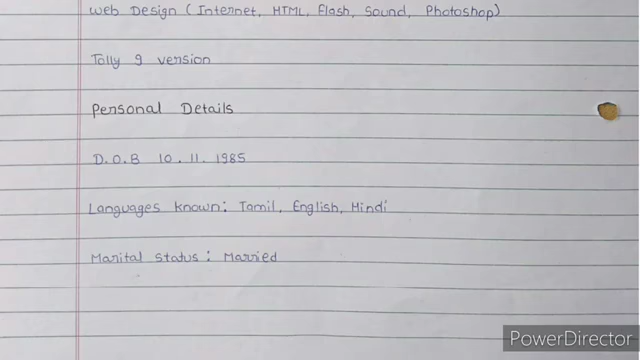 Web Design (Internet, HTML, Flash, Sound, Photoshop)
Tally 9 version
Personal Details
D.O.B 10.11.1985
Languages known: Tamil, English, Hindi
Marital status: Married
PowerDirector